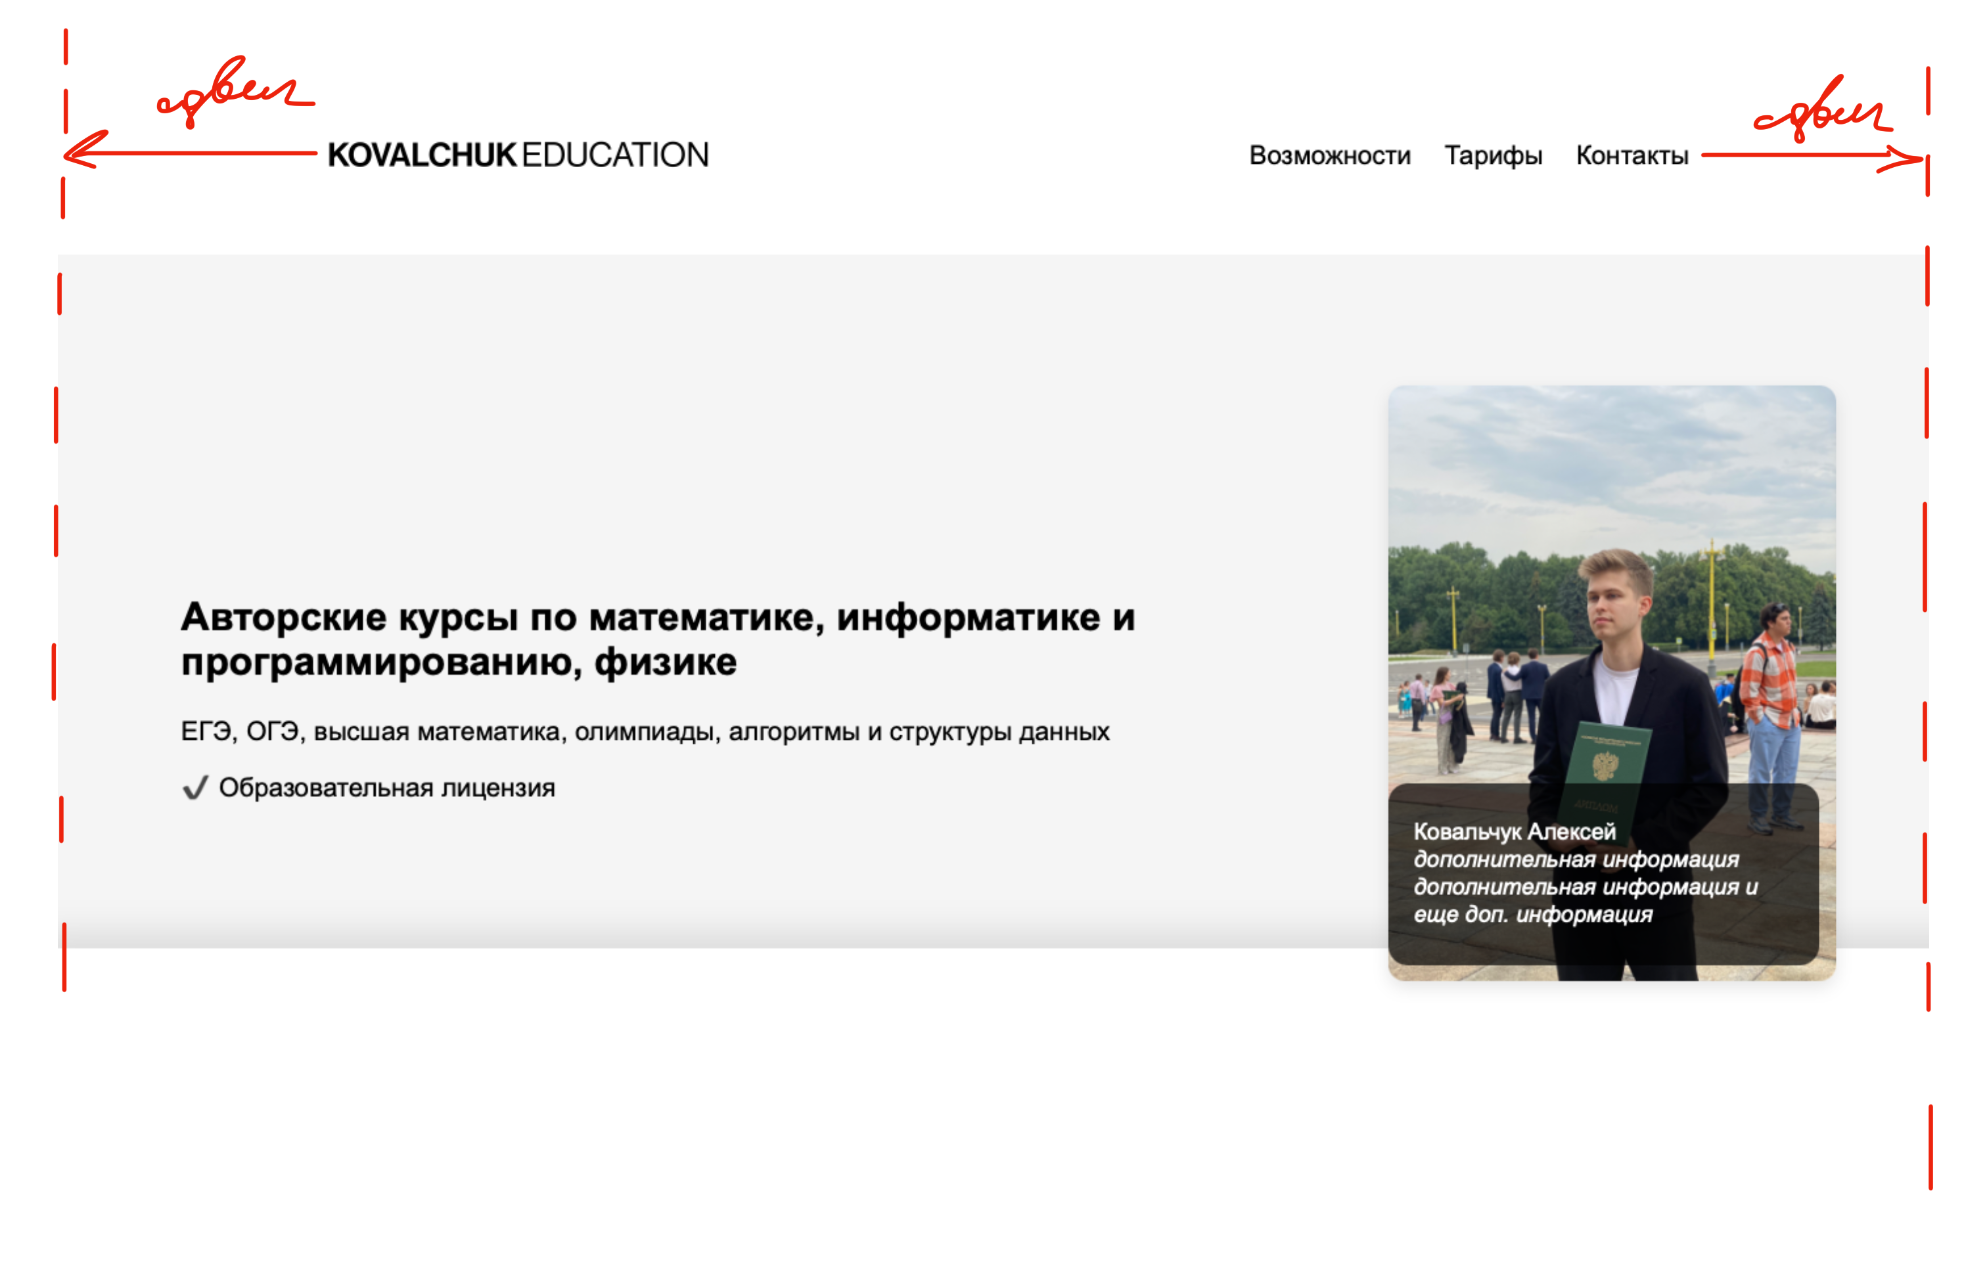 сдвиг
сдвиг
KOVALCHUK EDUCATION
Возможности Тарифы Контакты
Авторские курсы по математике, информатике и
программированию, физике
ЕГЭ, ОГЭ, высшая математика, олимпиады, алгоритмы и структуры данных
✓ Образовательная лицензия
ДИПЛОМ
Ковальчук Алексей
дополнительная информация
дополнительная информация и
еще доп. информация